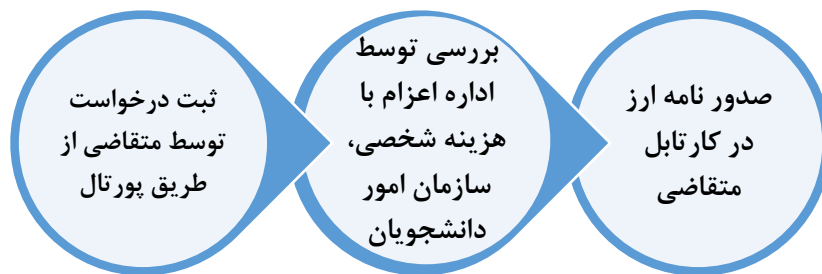 ثبت درخواست
توسط متقاضی از
طریق پورتال
بررسی توسط
اداره اعزام با
هزینه شخصی،
سازمان امور
دانشجویان
صدور نامه ارز
در کارتابل
متقاضی